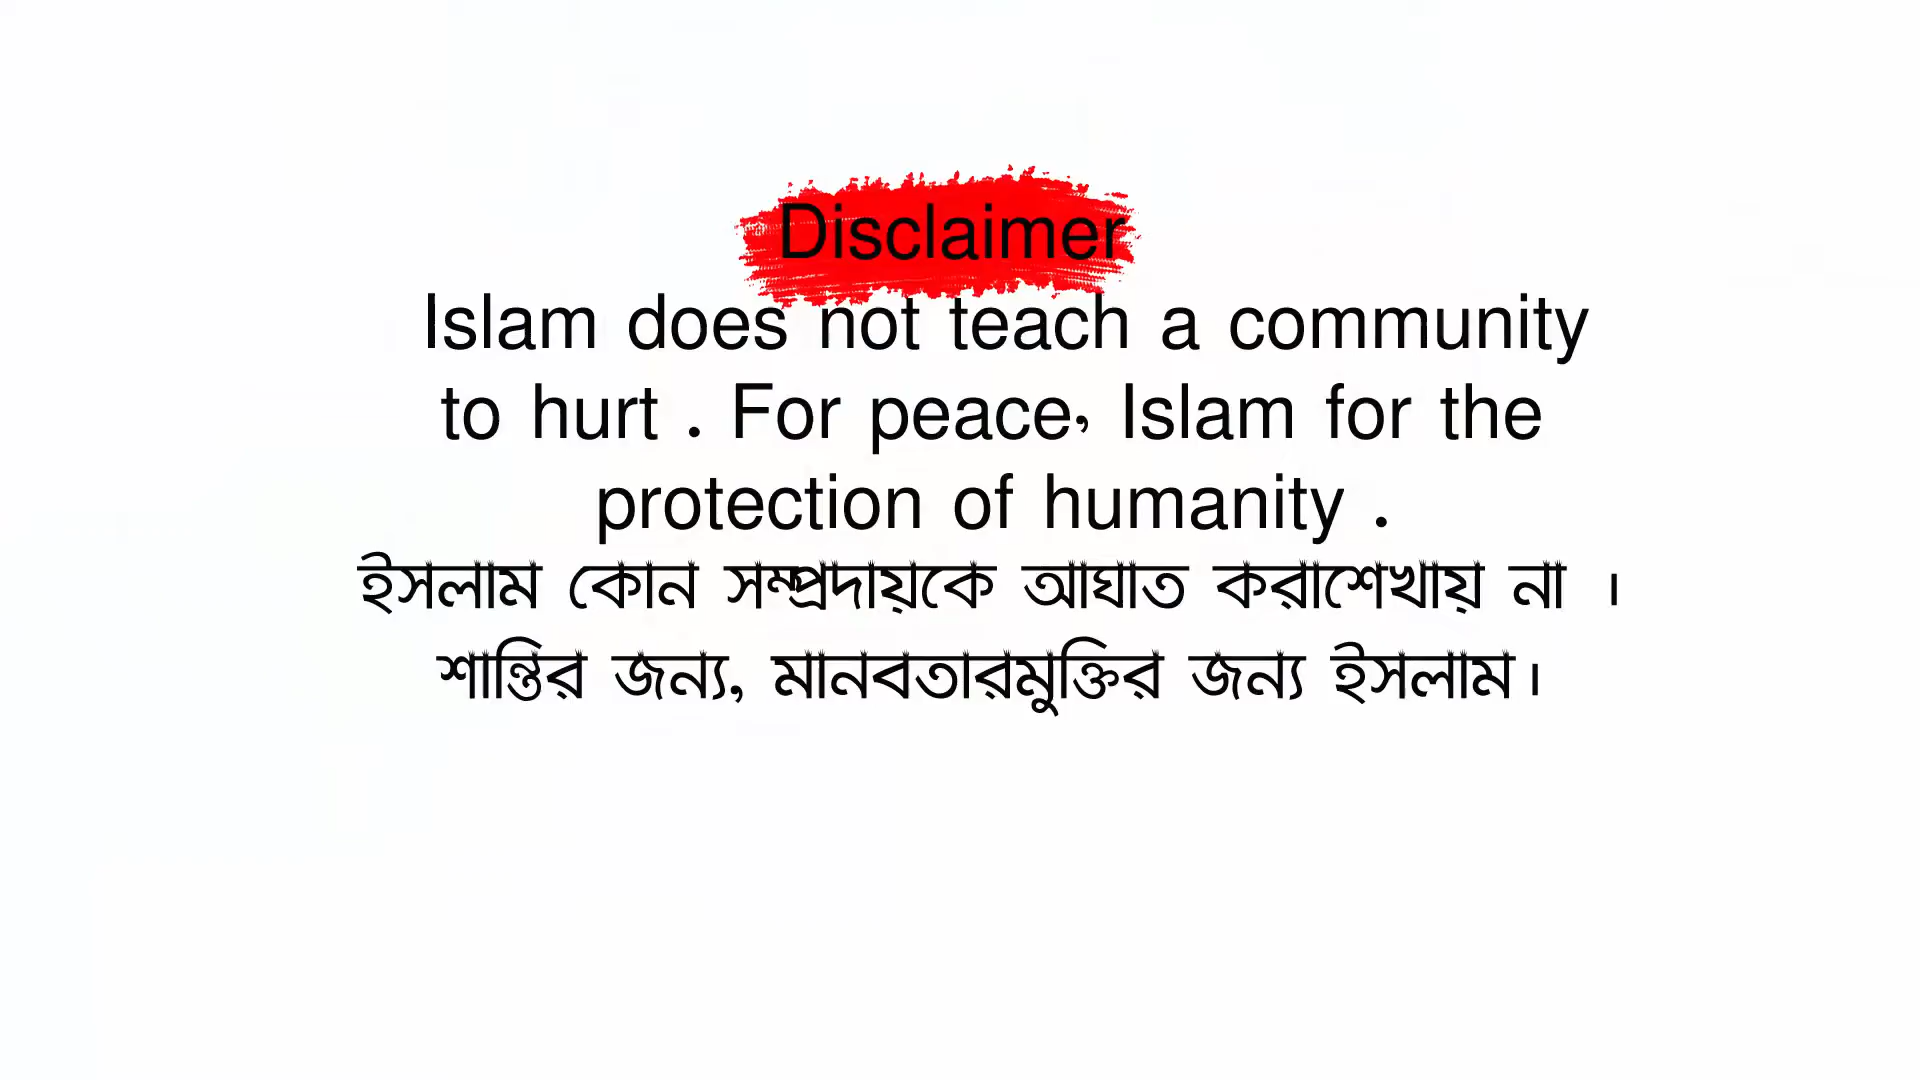 Disclaimer
Islam does not teach a community
to hurt . For peace, Islam for the
protection of humanity .
ইসলাম কোন সম্প্রদায়কে আঘাত করাশেখায় না ।
শান্তির জন্য, মানবতারমুক্তির জন্য ইসলাম।